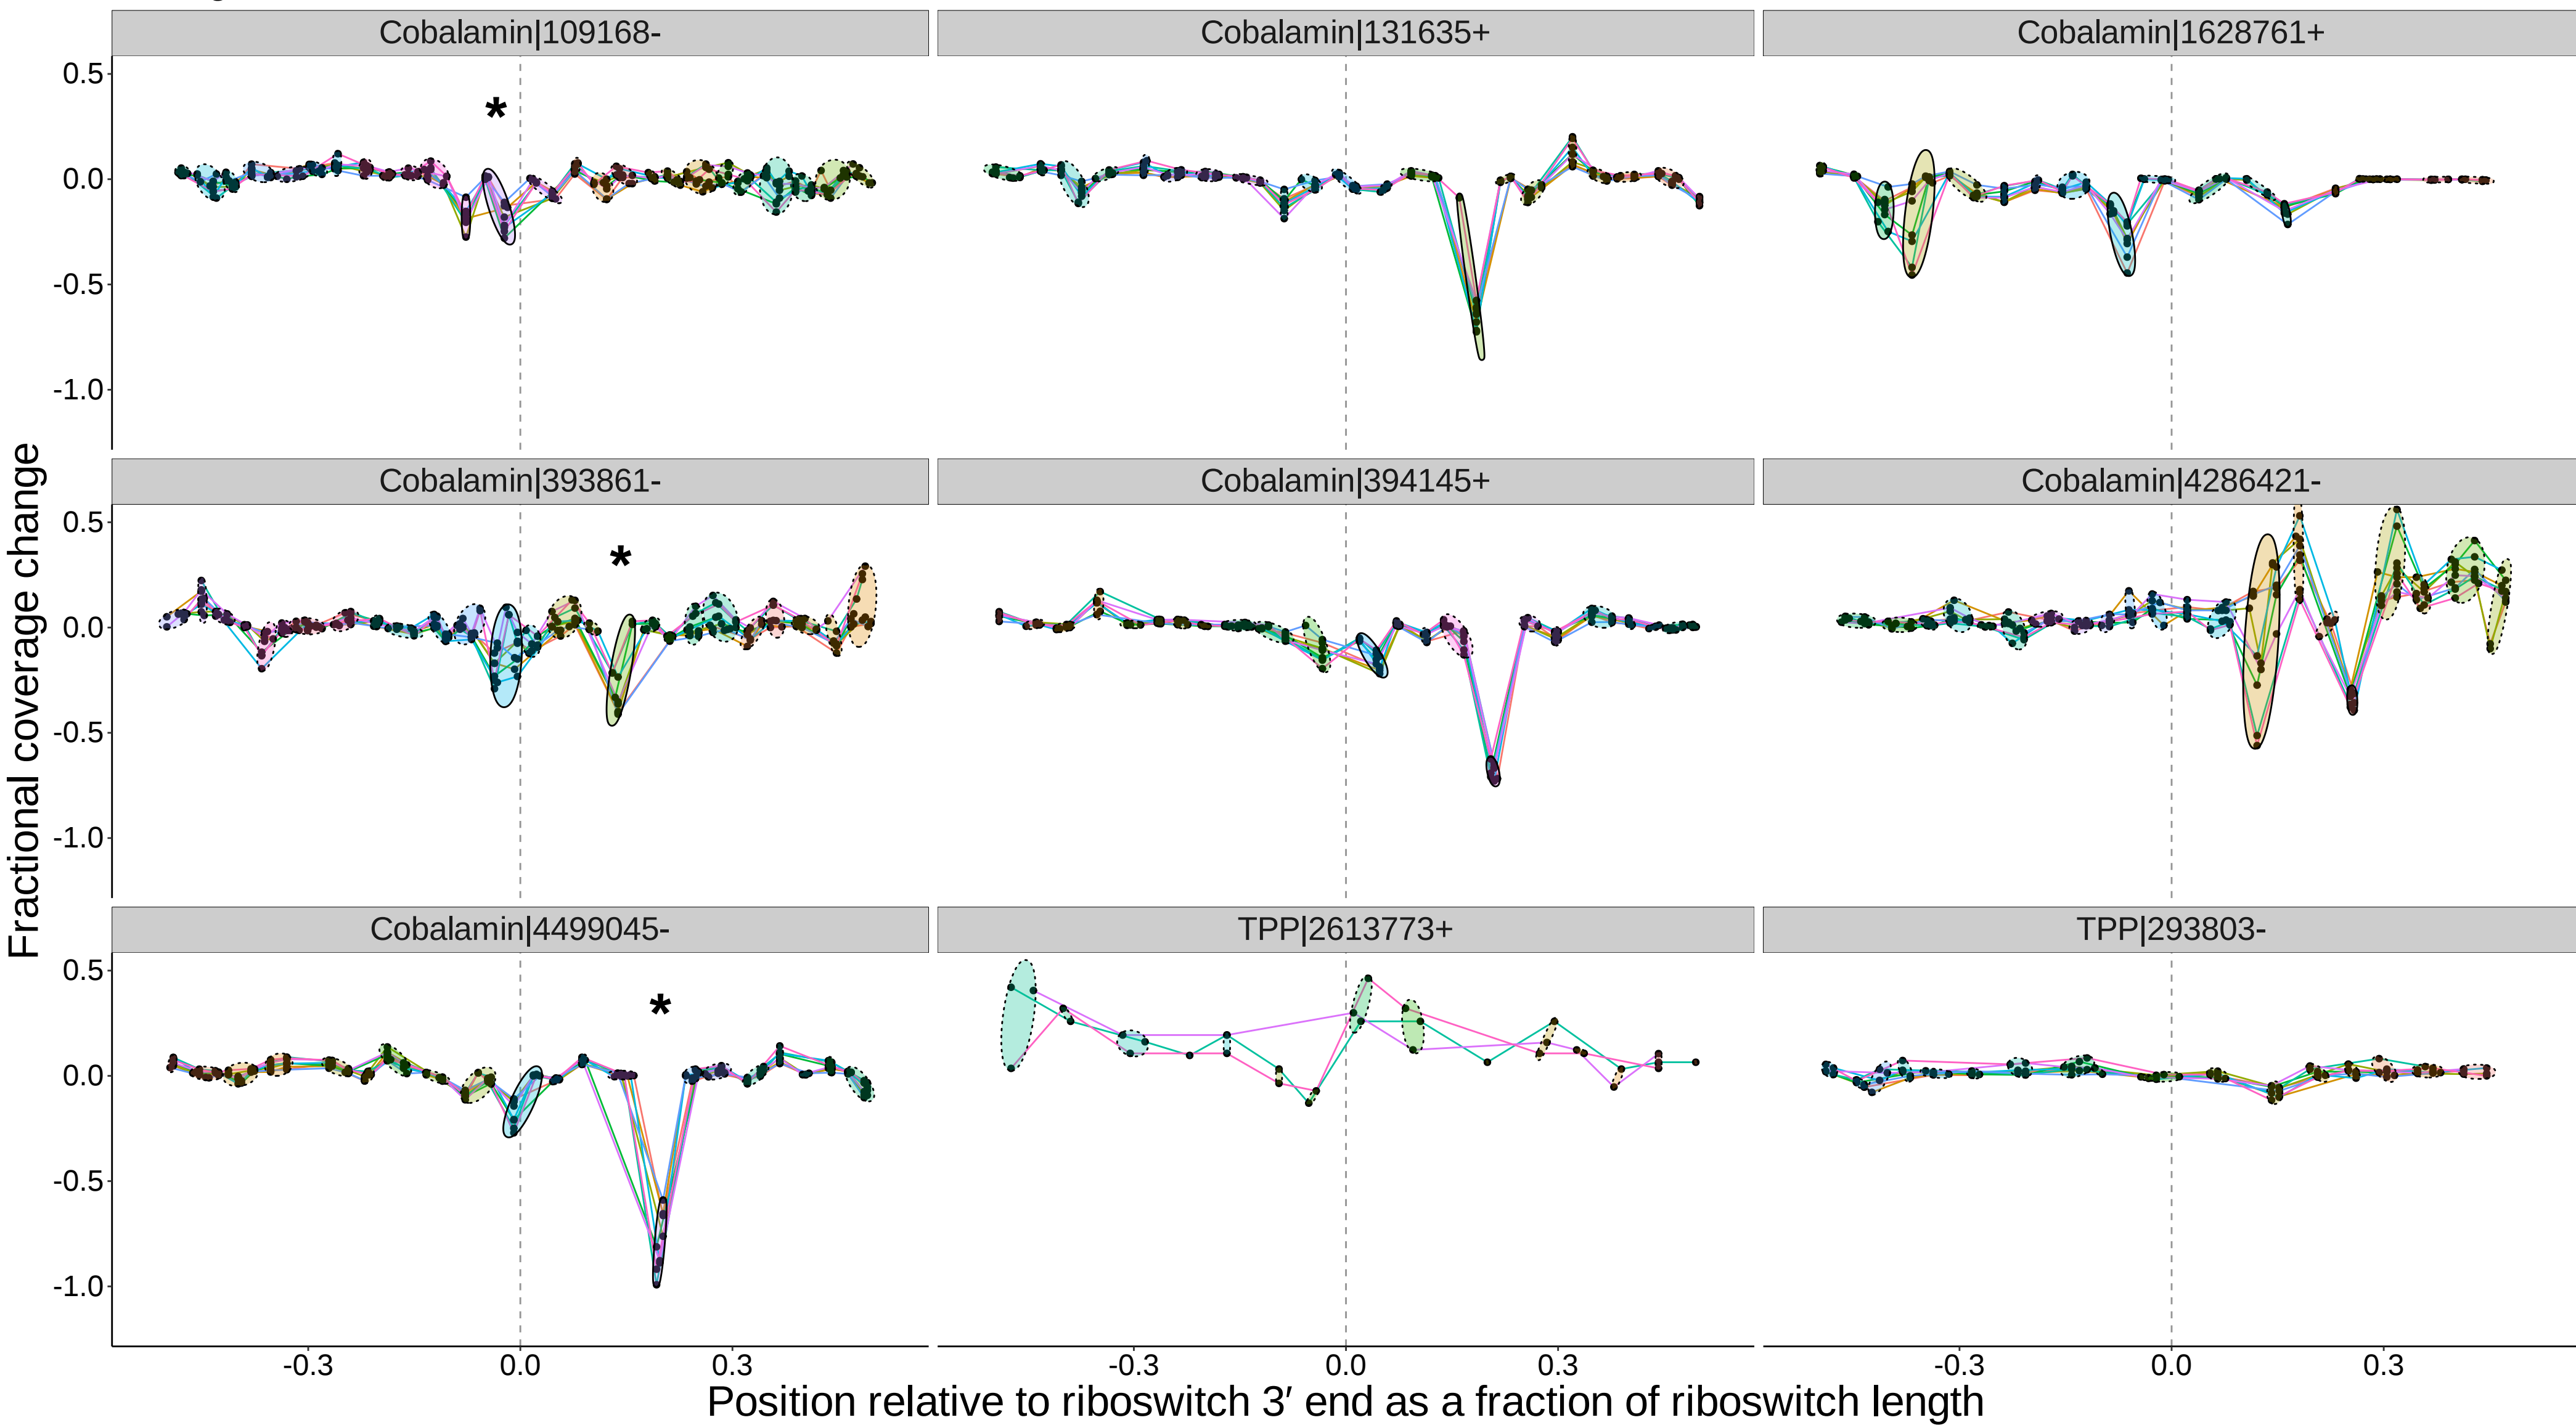 Cobalamin|109168-
Cobalamin|131635+
Cobalamin|1628761+
0.5
0.0
-0.5
-1.0
*
Cobalamin|393861-
Cobalamin|394145+
Cobalamin|4286421-
0.5
0.0
-0.5
-1.0
*
Cobalamin|4499045-
TPP|2613773+
TPP|293803-
0.5
0.0
-0.5
-1.0
*
-0.3 0.0 0.3
-0.3 0.0 0.3
-0.3 0.0 0.3
Fractional coverage change
Position relative to riboswitch 3′ end as a fraction of riboswitch length